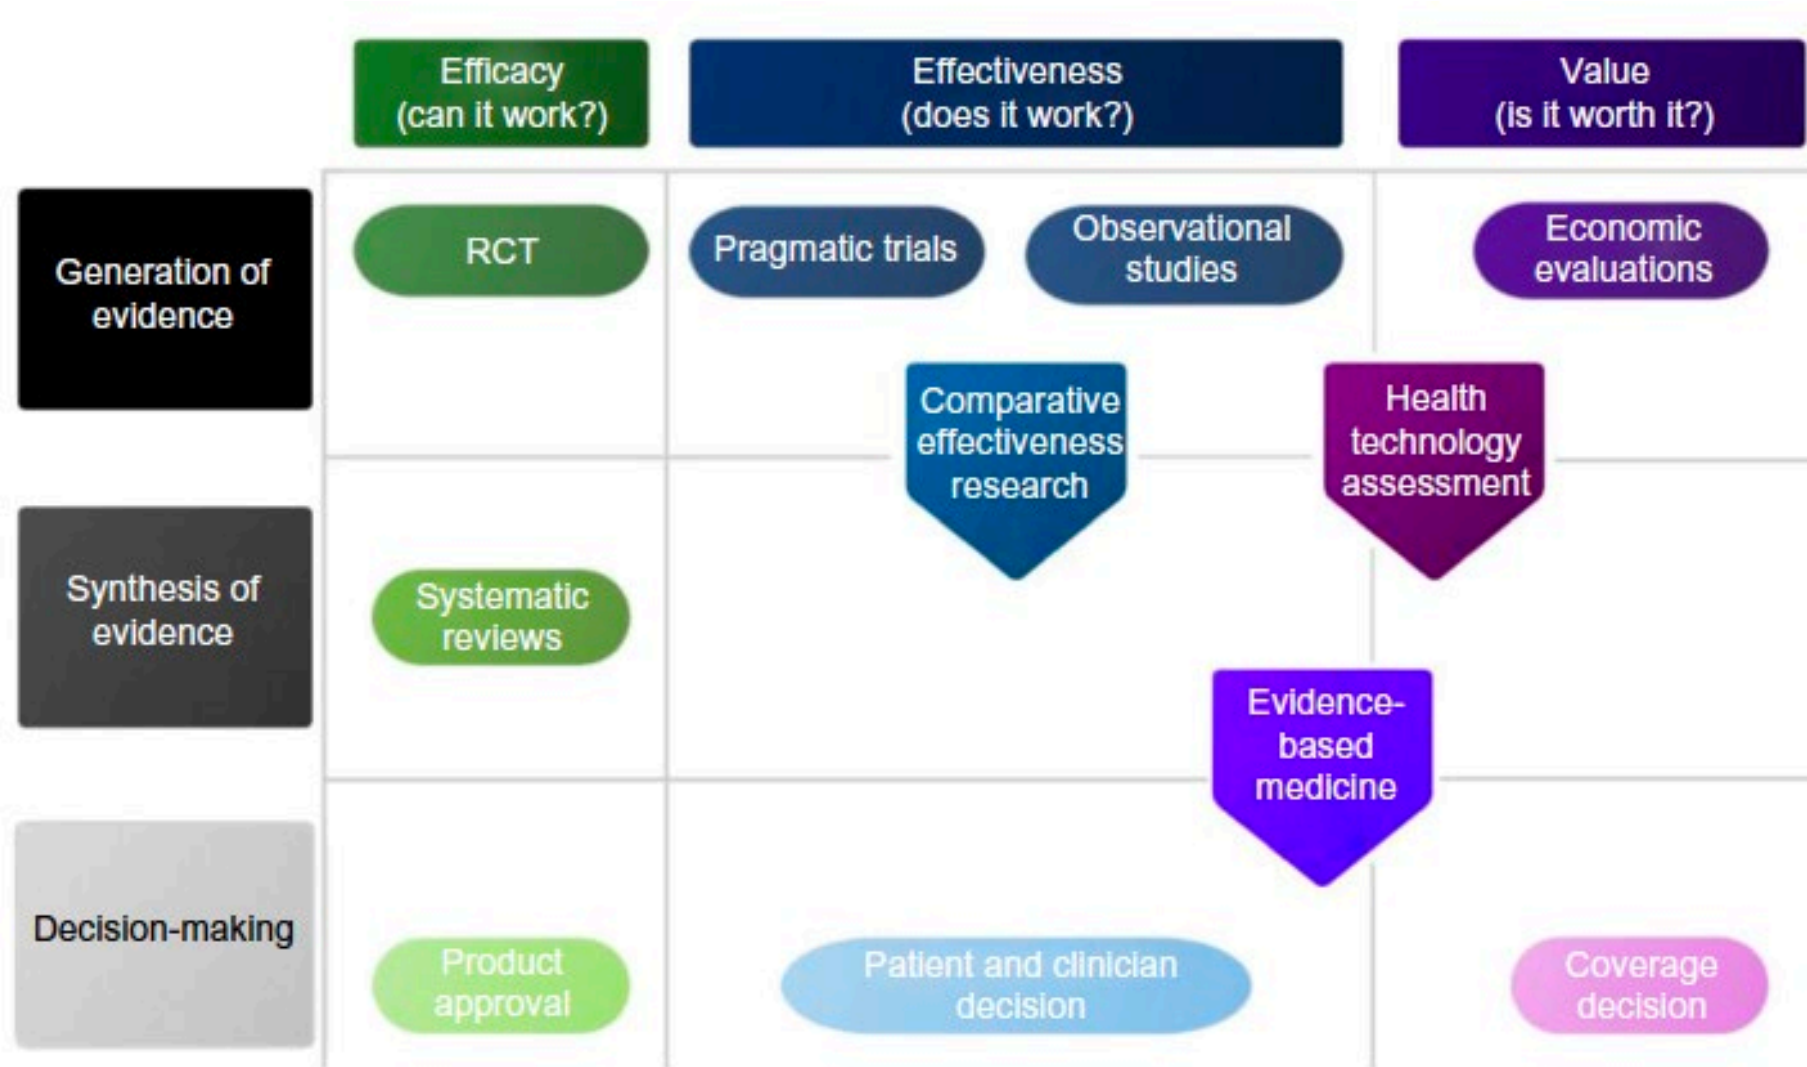 Efficacy
(can it work?)
Effectiveness
(does it work?)
Value
(is it worth it?)
Generation of
evidence
RCT
Pragmatic trials
Observational
studies
Economic
evaluations
Comparative
effectiveness
research
Health
technology
assessment
Synthesis of
evidence
Systematic
reviews
Evidence-
based
medicine
Decision-making
Product
approval
Patient and clinician
decision
Coverage
decision